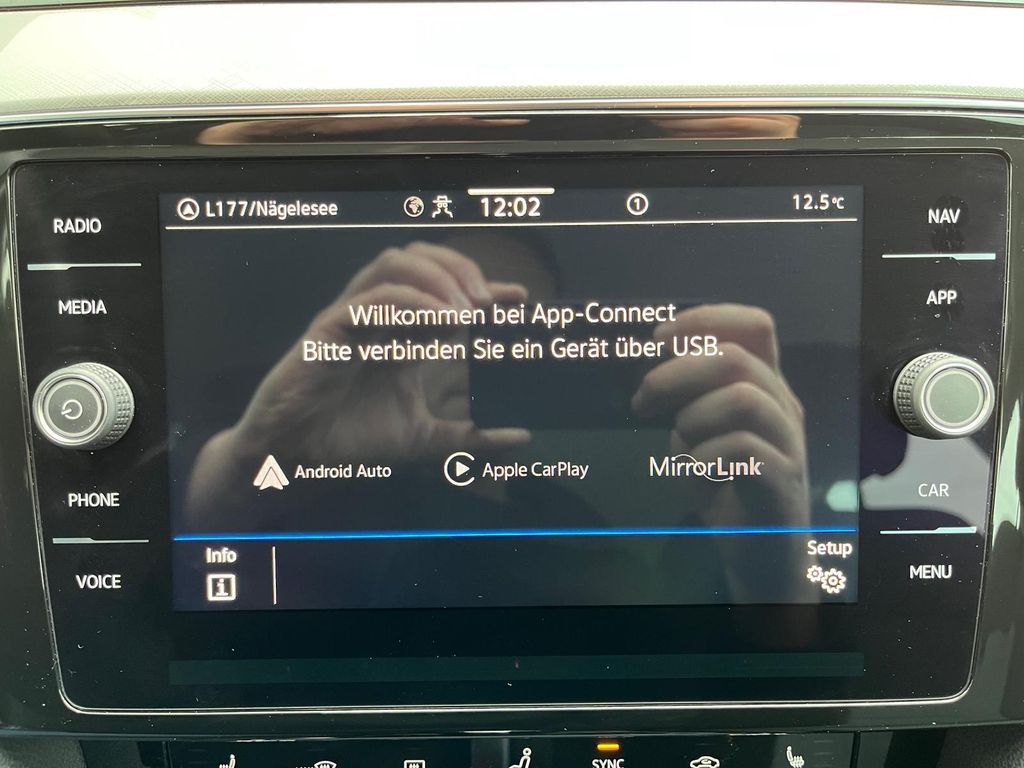 RADIO
MEDIA
PHONE
VOICE
L177/Nägelesee
12:02
1
12.5°C
Willkommen bei App-Connect
Bitte verbinden Sie ein Gerät über USB.
Android Auto
Apple CarPlay
MirrorLink
Info
i
Setup
NAV
APP
CAR
MENU
SYNC